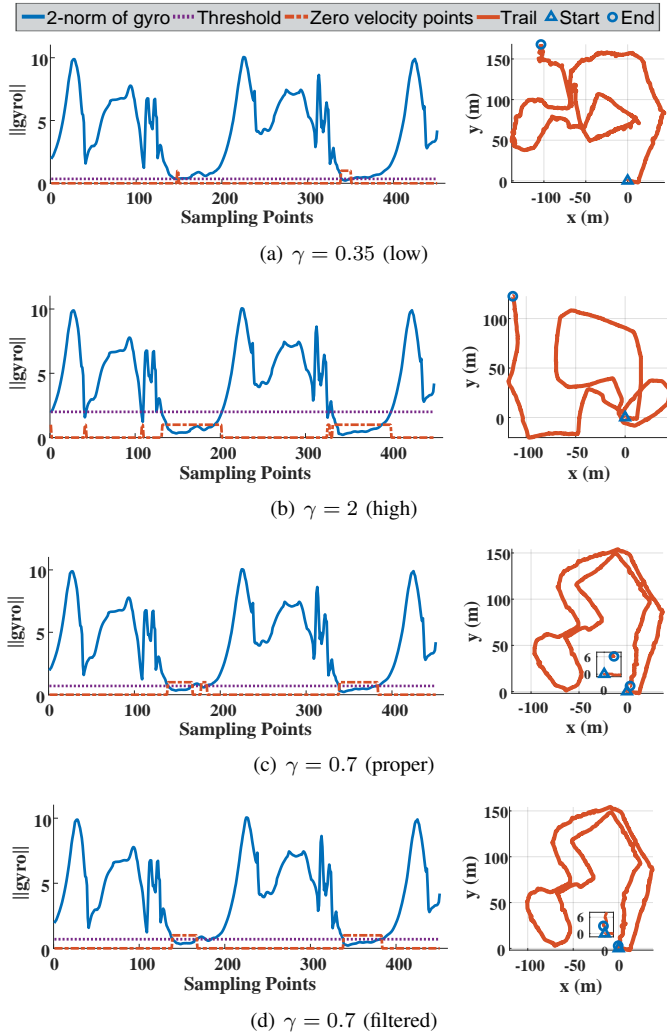 2-norm of gyro Threshold Zero velocity points Trail Start End
||gyro||
10
5
0
0 100 200 300 400
Sampling Points
y (m)
150
100
50
0
-100 -50 0
x (m)
(a) γ = 0.35 (low)
||gyro||
10
5
0
0 100 200 300 400
Sampling Points
y (m)
100
50
0
-100 -50 0
x (m)
(b) γ = 2 (high)
||gyro||
10
5
0
0 100 200 300 400
Sampling Points
y (m)
150
100
50
0
6
0
0
-100 -50 0
x (m)
(c) γ = 0.7 (proper)
||gyro||
10
5
0
0 100 200 300 400
Sampling Points
y (m)
150
100
50
0
6
0
0
-100 -50 0
x (m)
(d) γ = 0.7 (filtered)